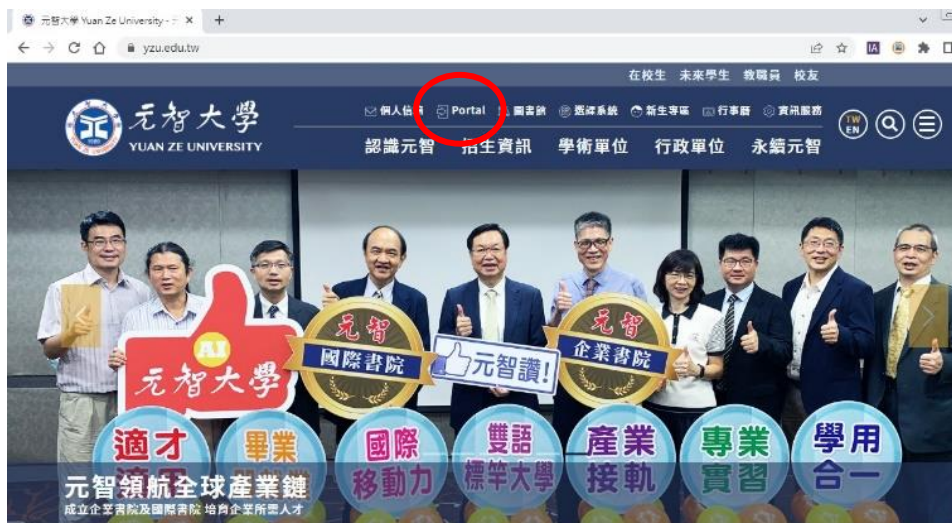 元智大學 Yuan Ze University - 元
yzu.edu.tw
IA
在校生 未來學生 教職員 校友
元智大學
YUAN ZE UNIVERSITY
個人信箱 Portal 圖書館 選課系統 新生專區 行事曆 資訊服務
TW
EN
認識元智 招生資訊 學術單位 行政單位 永續元智
AI
元智大學
元智
國際書院
元智讚!
元智
企業書院
適才
適用
畢業
國際
移動力
雙語
標竿大學
產業
接軌
專業
實習
學用
合一
元智領航全球產業鏈
成立企業書院及國際書院 培育企業所需人才